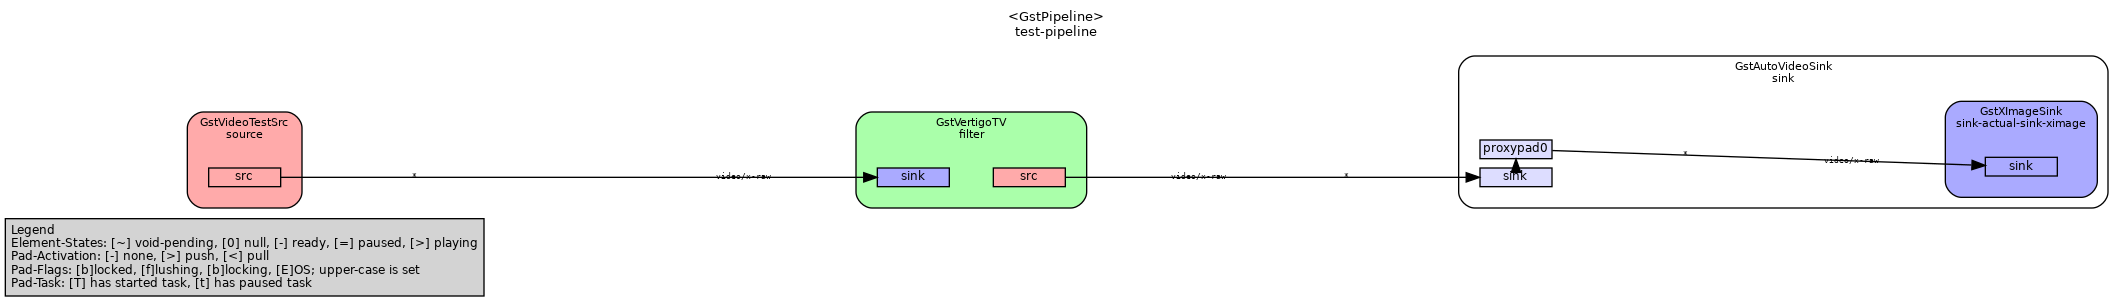 <GstPipeline>
test-pipeline
GstVideoTestSrc
source
src
*
video/x-raw
GstVertigoTV
filter
sink
src
video/x-raw
*
GstAutoVideoSink
sink
proxypad0
sink
*
video/x-raw
GstXImageSink
sink-actual-sink-ximage
sink
Legend
Element-States: [~] void-pending, [0] null, [-] ready, [=] paused, [>] playing
Pad-Activation: [-] none, [>] push, [<] pull
Pad-Flags: [b]locked, [f]lushing, [b]locking, [E]OS; upper-case is set
Pad-Task: [T] has started task, [t] has paused task